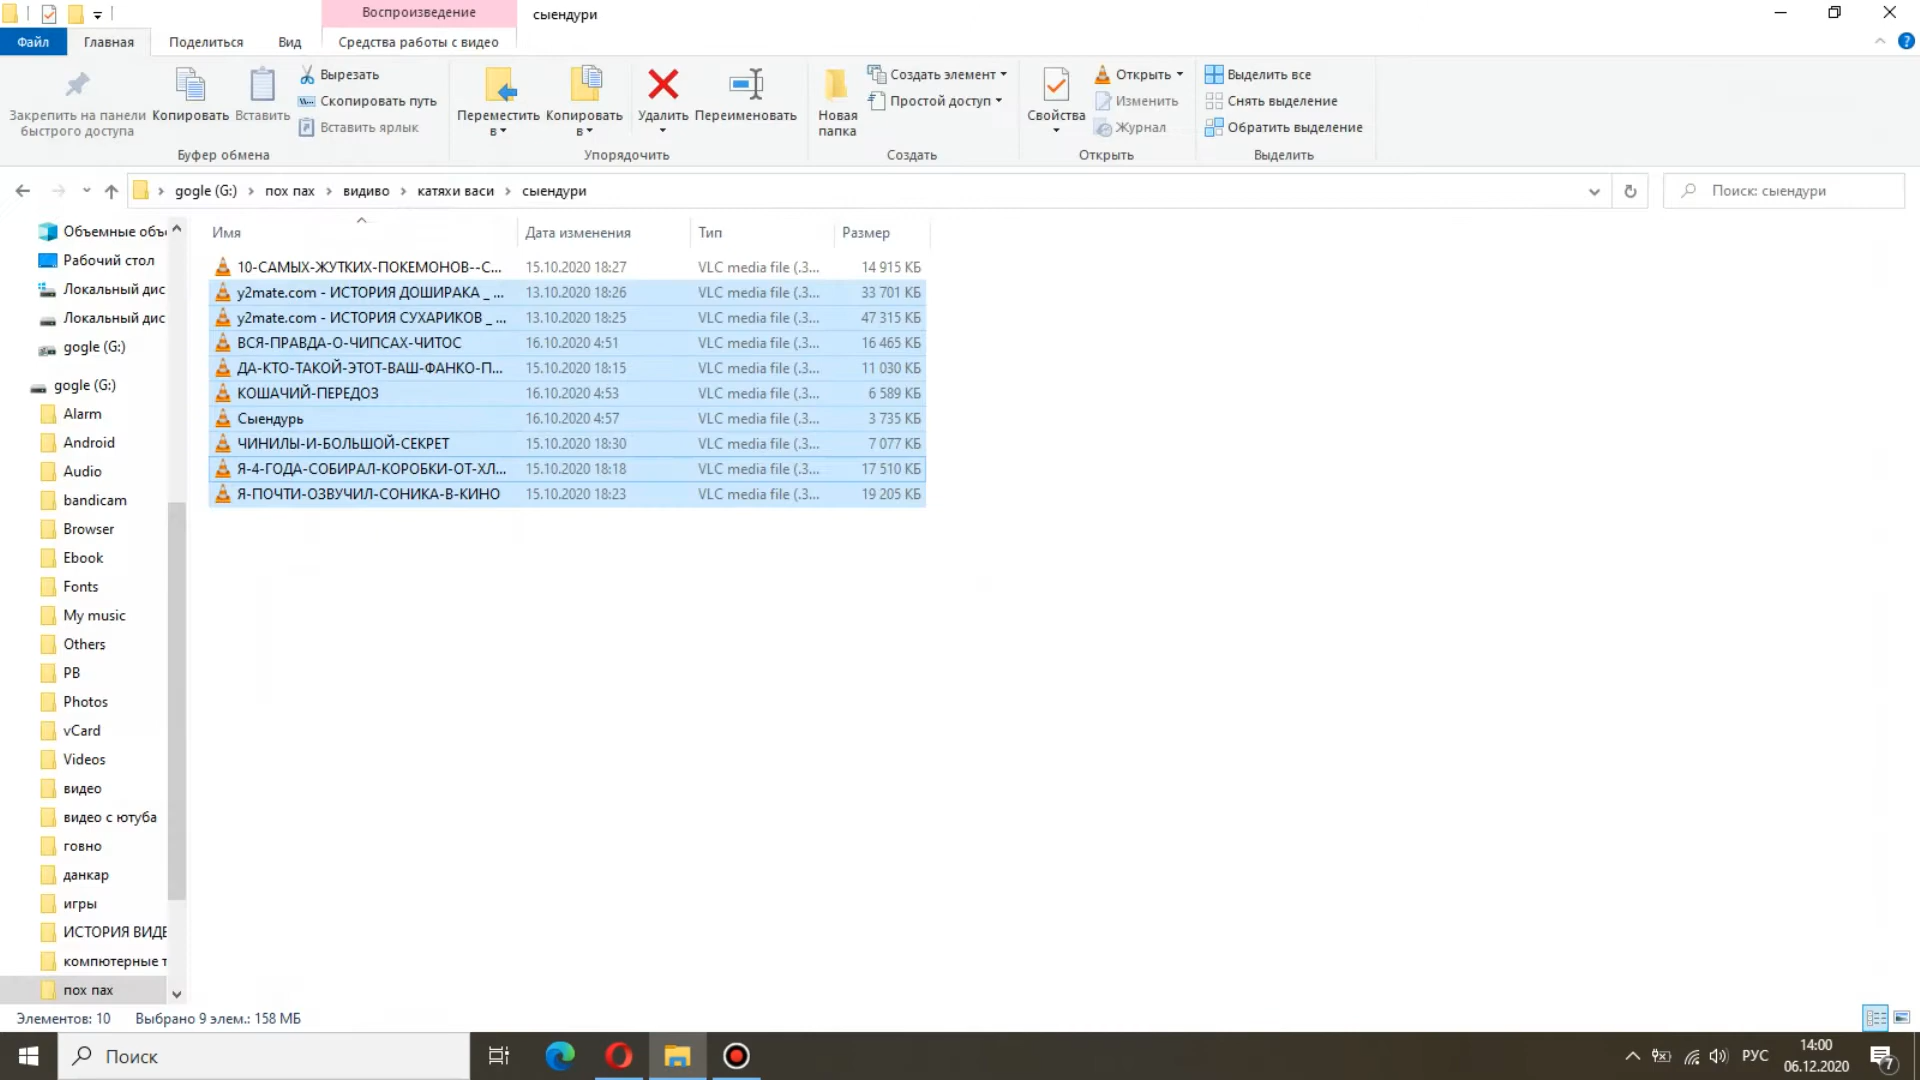 Воспроизведение
сыендури
Файл
Главная
Поделиться
Вид
Средства работы с видео
Закрепить на панели быстрого доступа
Копировать
Вставить
Вырезать
Скопировать путь
Вставить ярлык
Буфер обмена
Переместить в
Копировать в
Удалить
Переименовать
Упорядочить
Новая папка
Создать элемент
Простой доступ
Создать
Свойства
Открыть
Изменить
Журнал
Открыть
Выделить все
Снять выделение
Обратить выделение
Выделить
gogle (G:) › пох пах › видиво › катяхи васи › сыендури
Поиск: сыендури
Имя Дата изменения Тип Размер
10-САМЫХ-ЖУТКИХ-ПОКЕМОНОВ--С... 15.10.2020 18:27 VLC media file (.3... 14 915 КБ
y2mate.com - ИСТОРИЯ ДОШИРАКА _ ... 13.10.2020 18:26 VLC media file (.3... 33 701 КБ
y2mate.com - ИСТОРИЯ СУХАРИКОВ _ ... 13.10.2020 18:25 VLC media file (.3... 47 315 КБ
ВСЯ-ПРАВДА-О-ЧИПСАХ-ЧИТОС 16.10.2020 4:51 VLC media file (.3... 16 465 КБ
ДА-КТО-ТАКОЙ-ЭТОТ-ВАШ-ФАНКО-П... 15.10.2020 18:15 VLC media file (.3... 11 030 КБ
КОШАЧИЙ-ПЕРЕДОЗ 16.10.2020 4:53 VLC media file (.3... 6 589 КБ
Сыендурь 16.10.2020 4:57 VLC media file (.3... 3 735 КБ
ЧИНИЛЫ-И-БОЛЬШОЙ-СЕКРЕТ 15.10.2020 18:30 VLC media file (.3... 7 077 КБ
Я-4-ГОДА-СОБИРАЛ-КОРОБКИ-ОТ-ХЛ... 15.10.2020 18:18 VLC media file (.3... 17 510 КБ
Я-ПОЧТИ-ОЗВУЧИЛ-СОНИКА-В-КИНО 15.10.2020 18:23 VLC media file (.3... 19 205 КБ
Объемные объ
Рабочий стол
Локальный дис
Локальный дис
gogle (G:)
gogle (G:)
Alarm
Android
Audio
bandicam
Browser
Ebook
Fonts
My music
Others
PB
Photos
vCard
Videos
видео
видео с ютуба
говно
данкар
игры
ИСТОРИЯ ВИДЕ
компютерные т
пох пах
Элементов: 10 Выбрано 9 элем.: 158 МБ
Поиск
РУС
14:00
06.12.2020
7